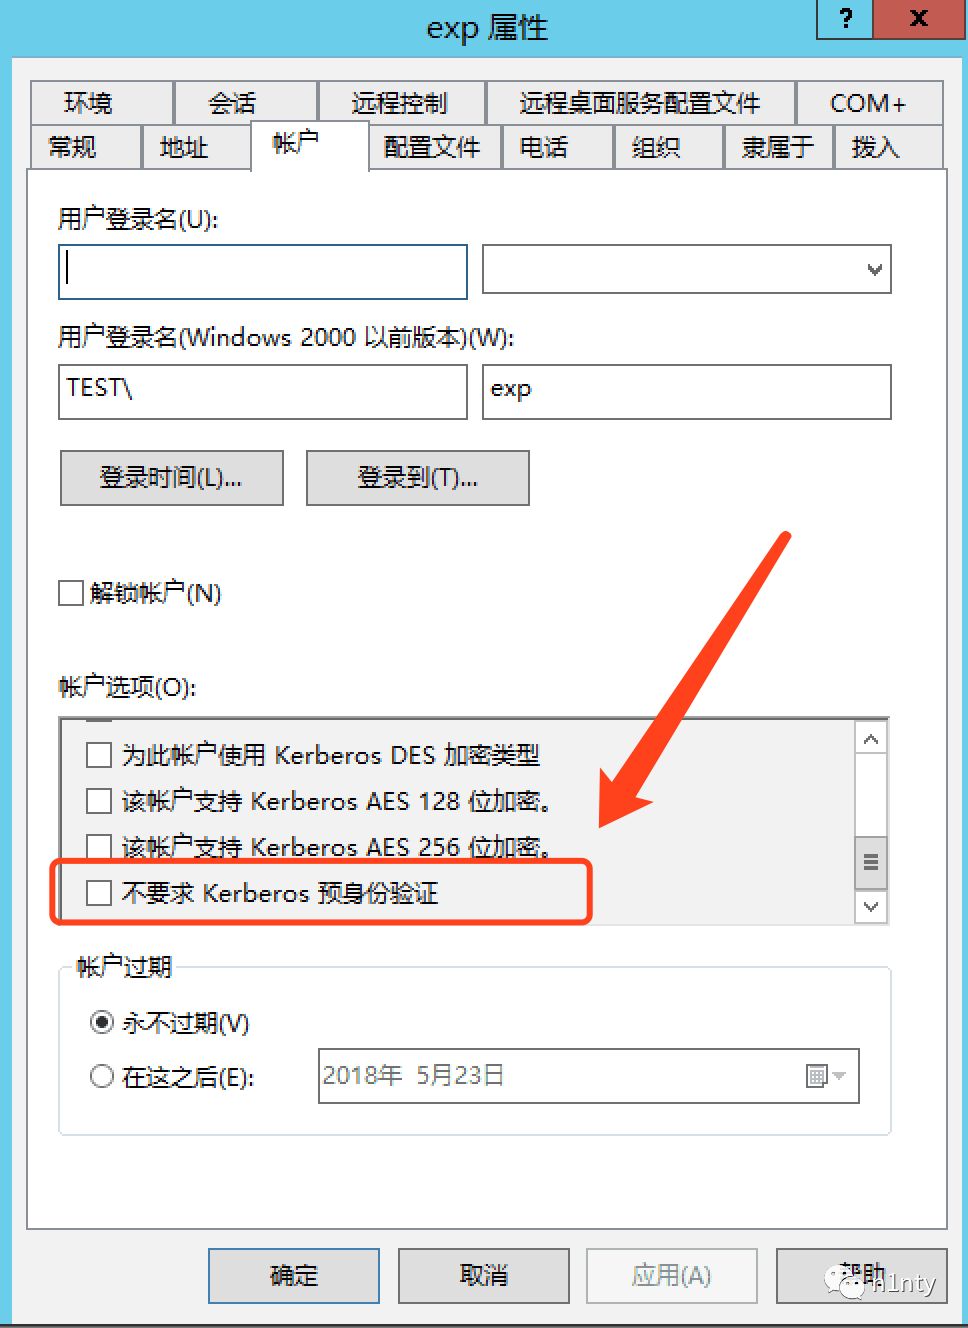 exp 属性
?
x
环境 会话 远程控制 远程桌面服务配置文件 COM+
常规 地址 帐户 配置文件 电话 组织 隶属于 拨入
用户登录名(U):
用户登录名(Windows 2000 以前版本)(W):
TEST\ exp
登录时间(L)... 登录到(T)...
解锁帐户(N)
帐户选项(O):
为此帐户使用 Kerberos DES 加密类型
该帐户支持 Kerberos AES 128 位加密。
该帐户支持 Kerberos AES 256 位加密。
不要求 Kerberos 预身份验证
帐户过期
永不过期(V)
在这之后(E): 2018年 5月23日
确定 取消 应用(A) 帮助
n1nty